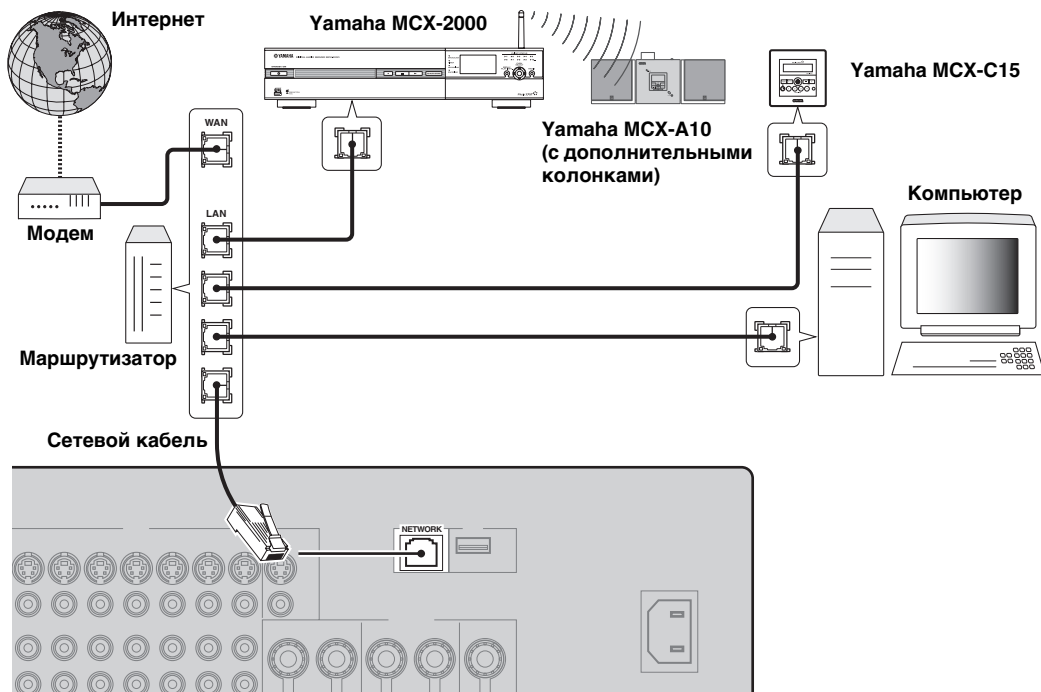 Интернет
Yamaha MCX-2000
YAMAHA
Yamaha MCX-C15
Yamaha MCX-A10
(с дополнительными
колонками)
WAN
Компьютер
LAN
Модем
Маршрутизатор
Сетевой кабель
NETWORK